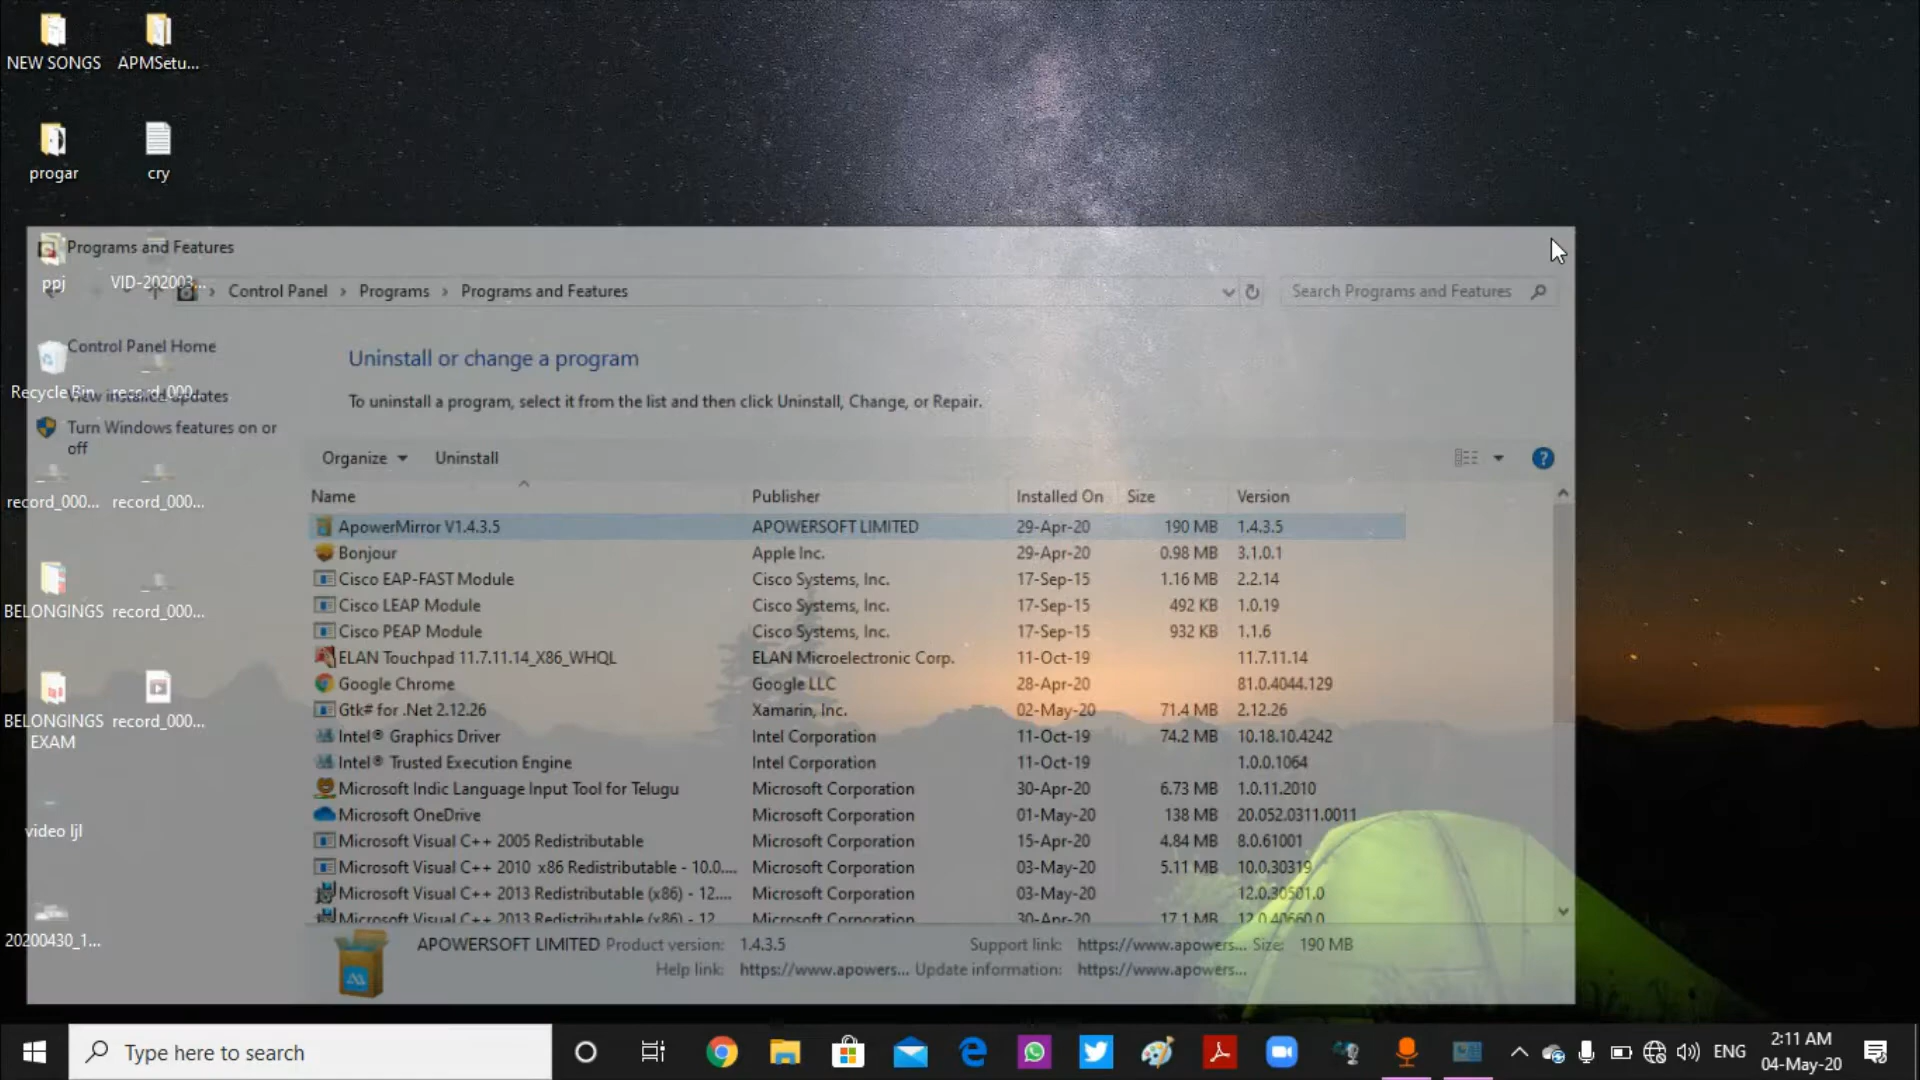 NEW SONGS
APMSetu...
progar
cry
ppj
VID-202003...
Recycle Bin
record_000...
record_000...
record_000...
BELONGINGS
record_000...
BELONGINGS
EXAM
record_000...
video ljl
20200430_1...
Programs and Features
Control Panel › Programs › Programs and Features
Search Programs and Features
Control Panel Home
View installed updates
Turn Windows features on or
off
Uninstall or change a program
To uninstall a program, select it from the list and then click Uninstall, Change, or Repair.
Organize Uninstall
Name Publisher Installed On Size Version
ApowerMirror V1.4.3.5 APOWERSOFT LIMITED 29-Apr-20 190 MB 1.4.3.5
Bonjour Apple Inc. 29-Apr-20 0.98 MB 3.1.0.1
Cisco EAP-FAST Module Cisco Systems, Inc. 17-Sep-15 1.16 MB 2.2.14
Cisco LEAP Module Cisco Systems, Inc. 17-Sep-15 492 KB 1.0.19
Cisco PEAP Module Cisco Systems, Inc. 17-Sep-15 932 KB 1.1.6
ELAN Touchpad 11.7.11.14_X86_WHQL ELAN Microelectronic Corp. 11-Oct-19 11.7.11.14
Google Chrome Google LLC 28-Apr-20 81.0.4044.129
Gtk# for .Net 2.12.26 Xamarin, Inc. 02-May-20 71.4 MB 2.12.26
Intel® Graphics Driver Intel Corporation 11-Oct-19 74.2 MB 10.18.10.4242
Intel® Trusted Execution Engine Intel Corporation 11-Oct-19 1.0.0.1064
Microsoft Indic Language Input Tool for Telugu Microsoft Corporation 30-Apr-20 6.73 MB 1.0.11.2010
Microsoft OneDrive Microsoft Corporation 01-May-20 138 MB 20.052.0311.0011
Microsoft Visual C++ 2005 Redistributable Microsoft Corporation 15-Apr-20 4.84 MB 8.0.61001
Microsoft Visual C++ 2010 x86 Redistributable - 10.0.... Microsoft Corporation 03-May-20 5.11 MB 10.0.30319
Microsoft Visual C++ 2013 Redistributable (x86) - 12.... Microsoft Corporation 03-May-20 12.0.30501.0
Microsoft Visual C++ 2013 Redistributable (x86) - 12 Microsoft Corporation 30-Apr-20 17.1 MB 12.0.40660.0
APOWERSOFT LIMITED Product version: 1.4.3.5 Support link: https://www.apowers... Size: 190 MB
Help link: https://www.apowers... Update information: https://www.apowers...
Type here to search
ENG
2:11 AM
04-May-20